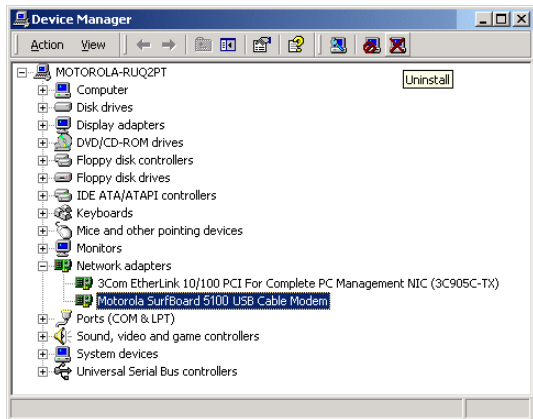 Device Manager
Action View
Uninstall
MOTOROLA-RUQ2PT
Computer
Disk drives
Display adapters
DVD/CD-ROM drives
Floppy disk controllers
Floppy disk drives
IDE ATA/ATAPI controllers
Keyboards
Mice and other pointing devices
Monitors
Network adapters
3Com EtherLink 10/100 PCI For Complete PC Management NIC (3C905C-TX)
Motorola SurfBoard 5100 USB Cable Modem
Ports (COM & LPT)
Sound, video and game controllers
System devices
Universal Serial Bus controllers